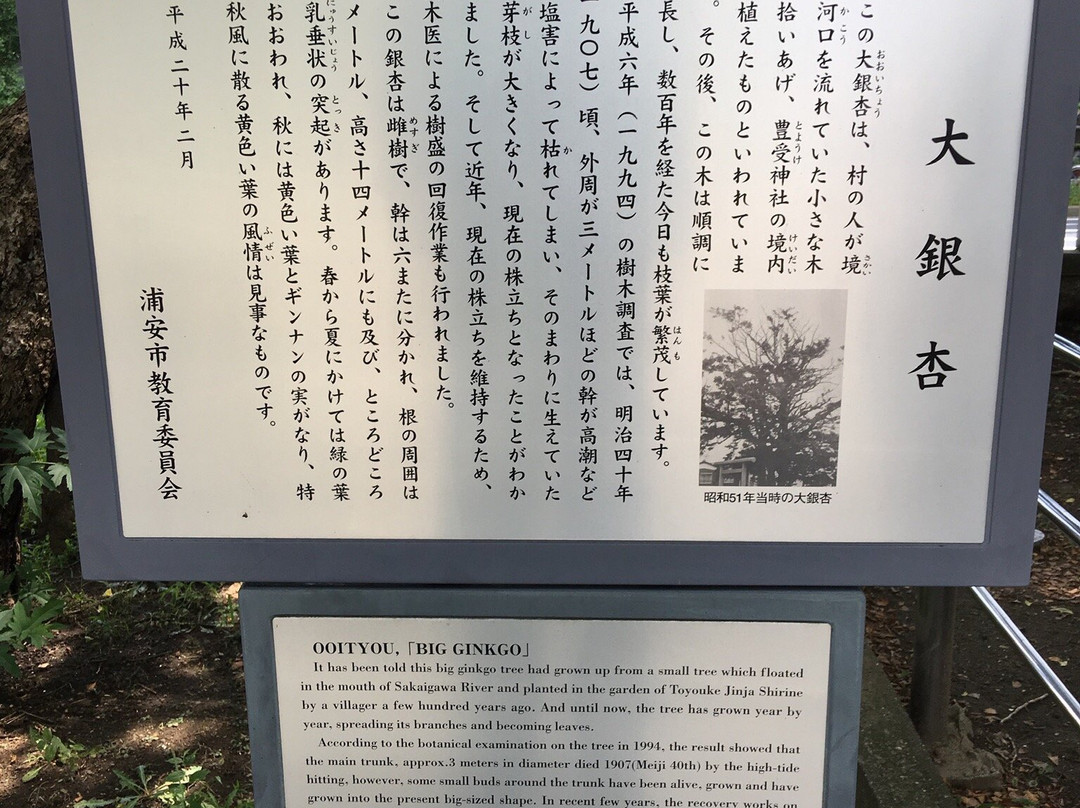 大銀杏
この大銀杏は、村の人が境
河口を流れていた小さな木
拾いあげ、豊受神社の境内
植えたものといわれていま
。その後、この木は順調に
長し、数百年を経た今日も枝葉が繁茂しています。
平成六年（一九九四）の樹木調査では、明治四十年
九〇七）頃、外周が三メートルほどの幹が高潮など
塩害によって枯れてしまい、そのまわりに生えていた
芽枝が大きくなり、現在の株立ちとなったことがわか
ました。そして近年、現在の株立ちを維持するため、
木医による樹盛の回復作業も行われました。
この銀杏は雌樹で、幹は六またに分かれ、根の周囲は
メートル、高さ十四メートルにも及び、ところどころ
乳垂状の突起があります。春から夏にかけては緑の葉
おおわれ、秋には黄色い葉とギンナンの実がなり、特
秋風に散る黄色い葉の風情は見事なものです。
平成二十年二月
浦安市教育委員会
昭和51年当時の大銀杏
OOITYOU,「BIG GINKGO」
It has been told this big ginkgo tree had grown up from a small tree which floated
in the mouth of Sakaigawa River and planted in the garden of Toyouke Jinja Shirine
by a villager a few hundred years ago. And until now, the tree has grown year by
year, spreading its branches and becoming leaves.
According to the botanical examination on the tree in 1994, the result showed that
the main trunk, approx.3 meters in diameter died 1907(Meiji 40th) by the high-tide
hitting, however, some small buds around the trunk have been alive, grown and have
grown into the present big-sized shape. In recent few years, the recovery works on